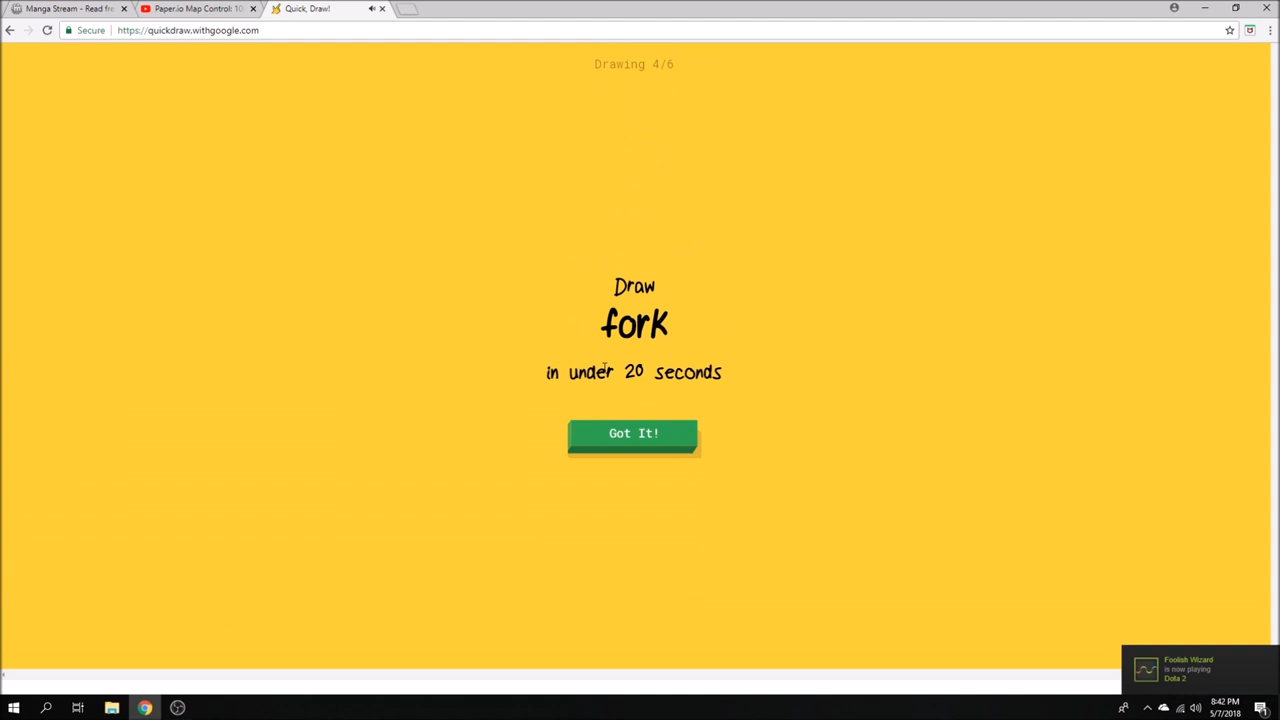 Manga Stream - Read fr
Paper.io Map Control: 10
Quick, Draw!
Secure
https://quickdraw.withgoogle.com
Drawing 4/6
Draw
fork
in under 20 seconds
Got It!
Foolish Wizard
is now playing
Dota 2
8:42 PM
5/7/2018
1